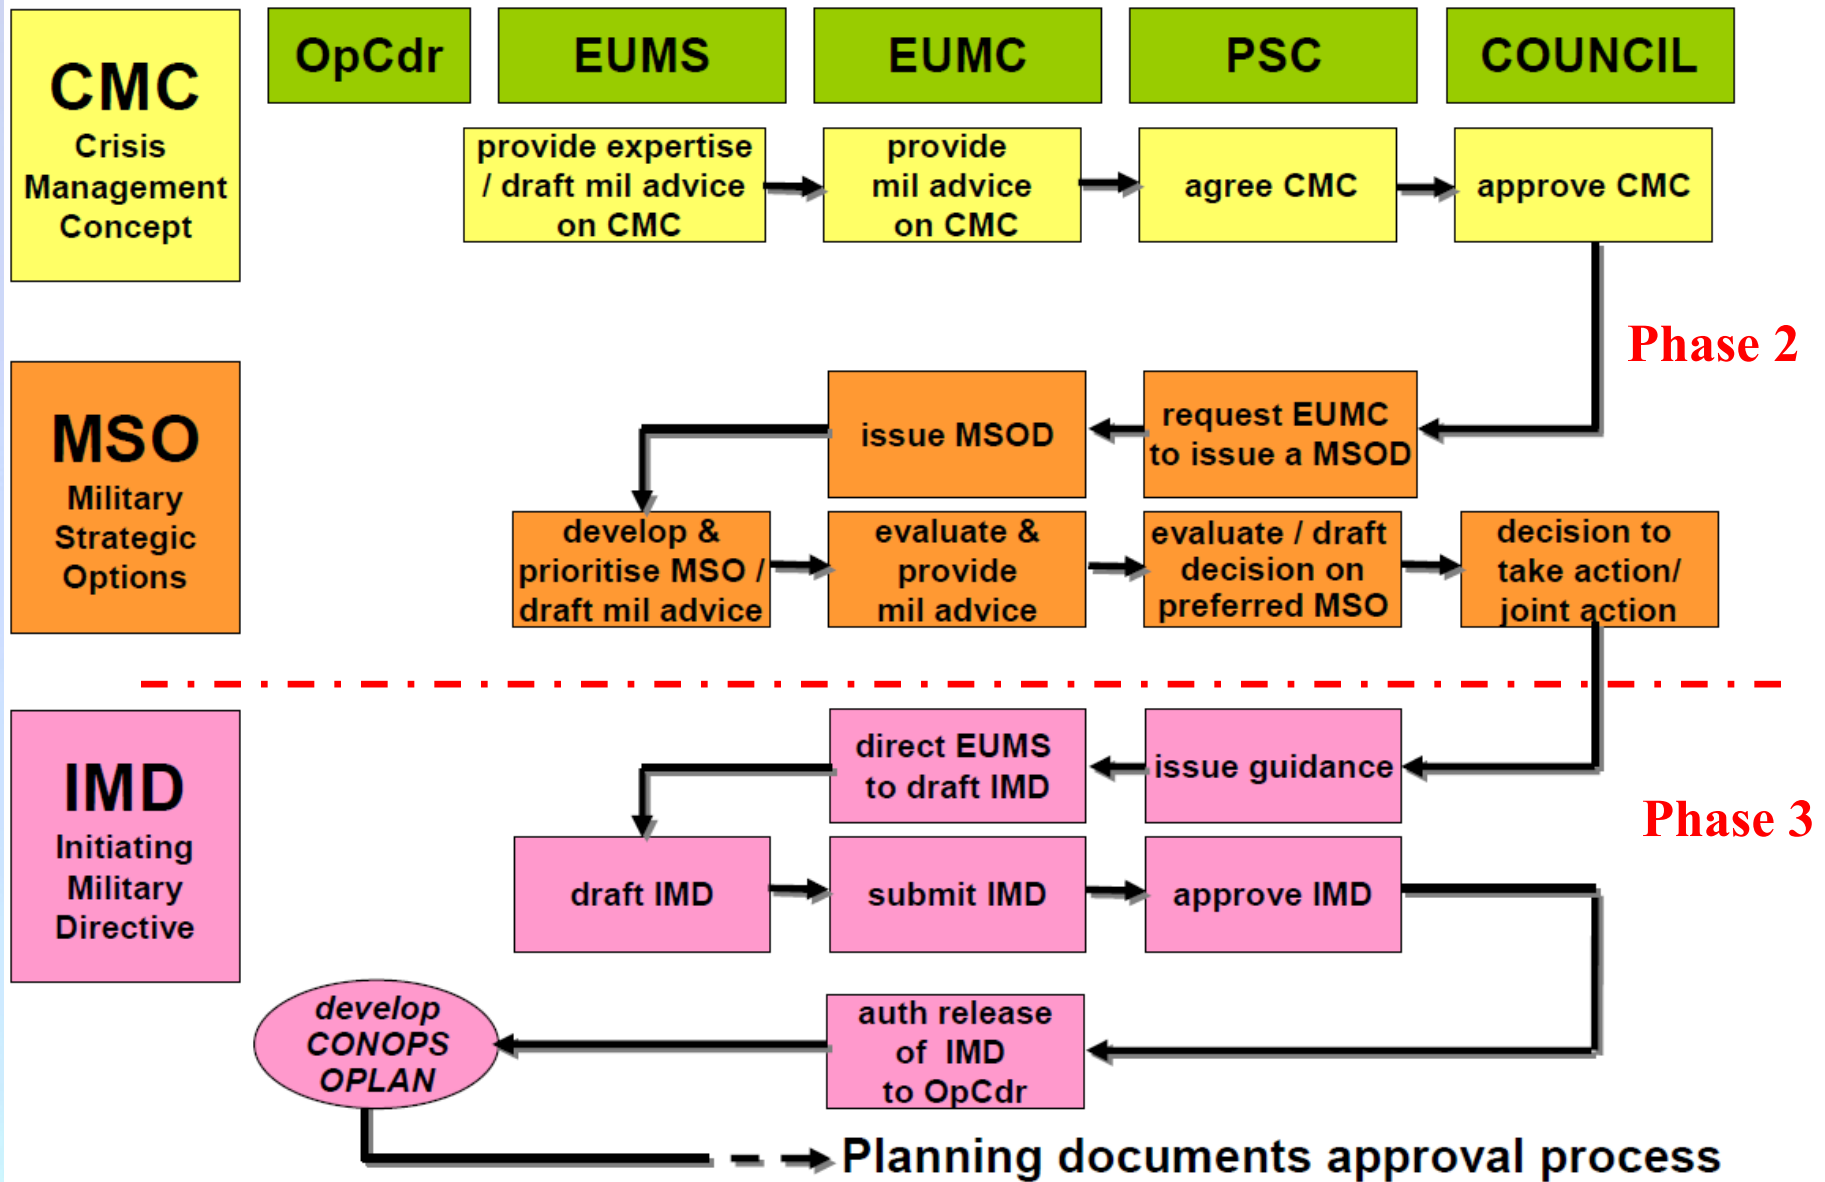 CMC
Crisis
Management
Concept
OpCdr
EUMS
EUMC
PSC
COUNCIL
provide expertise
/ draft mil advice
on CMC
provide
mil advice
on CMC
agree CMC
approve CMC
Phase 2
MSO
Military
Strategic
Options
issue MSOD
request EUMC
to issue a MSOD
develop &
prioritise MSO /
draft mil advice
evaluate &
provide
mil advice
evaluate / draft
decision on
preferred MSO
decision to
take action/
joint action
IMD
Initiating
Military
Directive
direct EUMS
to draft IMD
issue guidance
Phase 3
draft IMD
submit IMD
approve IMD
develop
CONOPS
OPLAN
auth release
of IMD
to OpCdr
Planning documents approval process